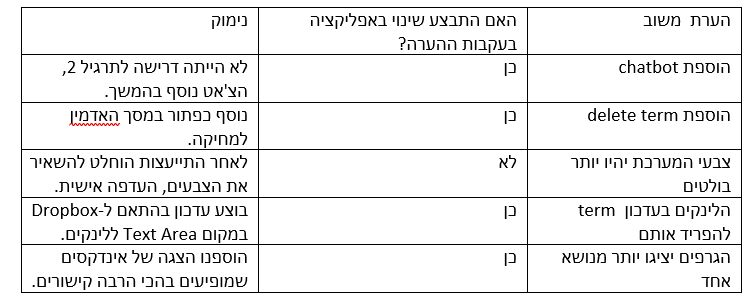 הערת משוב
האם התבצע שינוי באפליקציה
בעקבות ההערה?
נימוק
הוספת chatbot
כן
לא הייתה דרישה לתרגיל 2,
הצ'אט נוסף בהמשך.
הוספת delete term
כן
נוסף כפתור במסך האדמין
למחיקה.
צבעי המערכת יהיו יותר
בולטים
לא
לאחר התייעצות הוחלט להשאיר
את הצבעים, העדפה אישית.
הלינקים בעדכון term
להפריד אותם
כן
בוצע עדכון בהתאם ל-Dropbox
במקום Text Area ללינקים.
הגרפים יציגו יותר מנושא
אחד
כן
הוספנו הצגה של אינדקסים
שמופיעים בהכי הרבה קישורים.